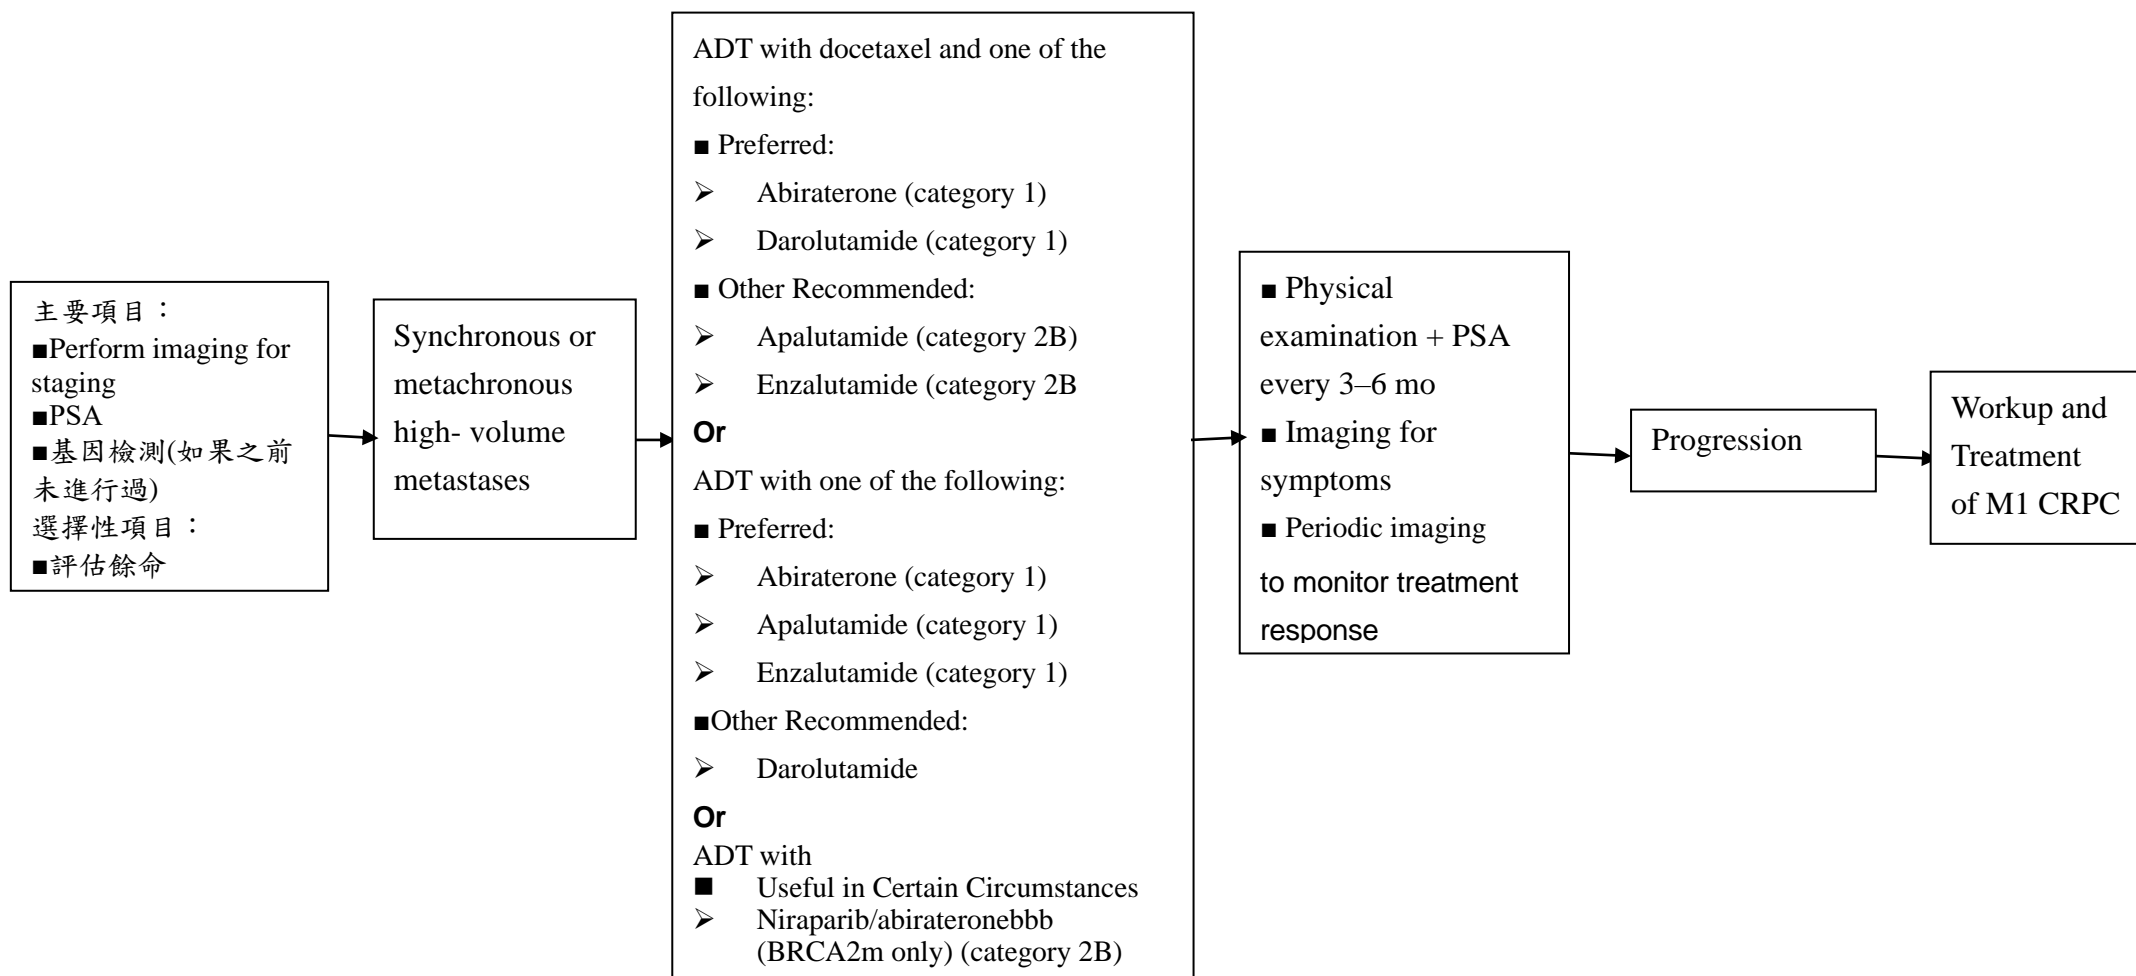 主要項目：
■Perform imaging for
staging
■PSA
■基因檢測(如果之前
未進行過)
選擇性項目：
■評估餘命
Synchronous or
metachronous
high- volume
metastases
ADT with docetaxel and one of the
following:
■ Preferred:
➢ Abiraterone (category 1)
➢ Darolutamide (category 1)
■ Other Recommended:
➢ Apalutamide (category 2B)
➢ Enzalutamide (category 2B
Or
ADT with one of the following:
■ Preferred:
➢ Abiraterone (category 1)
➢ Apalutamide (category 1)
➢ Enzalutamide (category 1)
■Other Recommended:
➢ Darolutamide
Or
ADT with
■ Useful in Certain Circumstances
➢ Niraparib/abirateronebbb
(BRCA2m only) (category 2B)
■ Physical
examination + PSA
every 3–6 mo
■ Imaging for
symptoms
■ Periodic imaging
to monitor treatment
response
Progression
Workup and
Treatment
of M1 CRPC